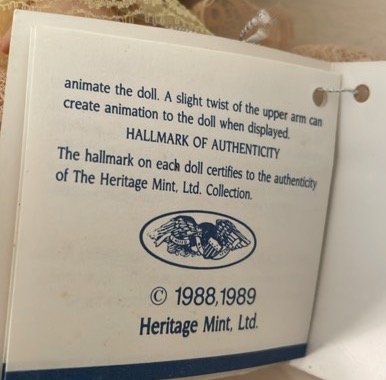 animate the doll. A slight twist of the upper arm can
create animation to the doll when displayed.
HALLMARK OF AUTHENTICITY
The hallmark on each doll certifies to the authenticity
of The Heritage Mint, Ltd. Collection.
© 1988,1989
Heritage Mint, Ltd.